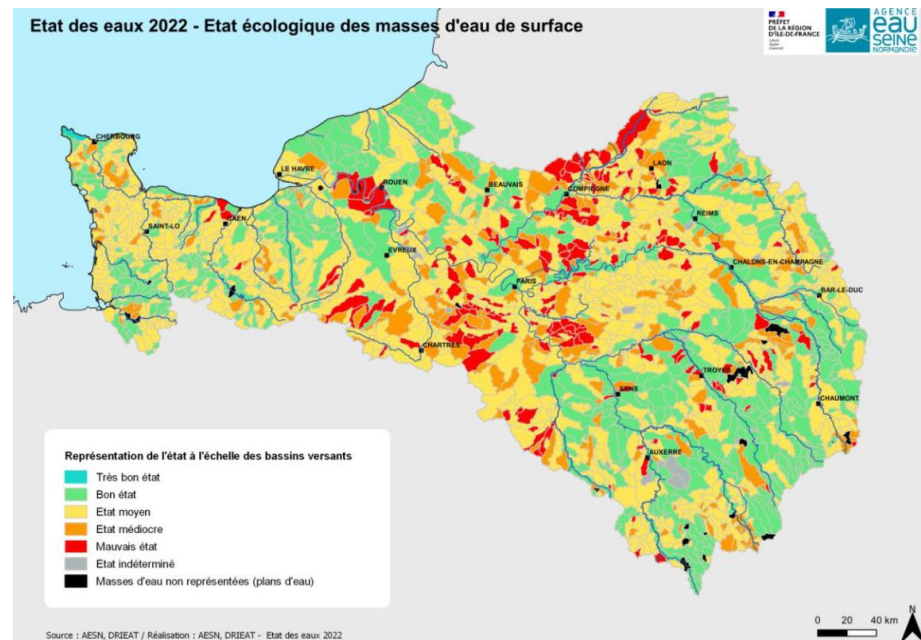 Etat des eaux 2022 - Etat écologique des masses d'eau de surface
PRÉFET
DE LA RÉGION
D'ÎLE-DE-FRANCE
AGENCE
eau
SEINE
NORMANDIE
CHERBOURG
LE HAVRE
ROUEN
BEAUVAIS
COMPIEGNE
LAON
SAINT-LO
CAEN
REIMS
EVREUX
CHALONS-EN-CHAMPAGNE
PARIS
BAR-LE-DUC
CHARTRES
TROYES
SENS
CHAUMONT
AUXERRE
Représentation de l'état à l'échelle des bassins versants
Très bon état
Bon état
Etat moyen
Etat médiocre
Mauvais état
Etat indéterminé
Masses d'eau non représentées (plans d'eau)
N
0 20 40 km
Source : AESN, DRIEAT / Réalisation : AESN, DRIEAT - Etat des eaux 2022